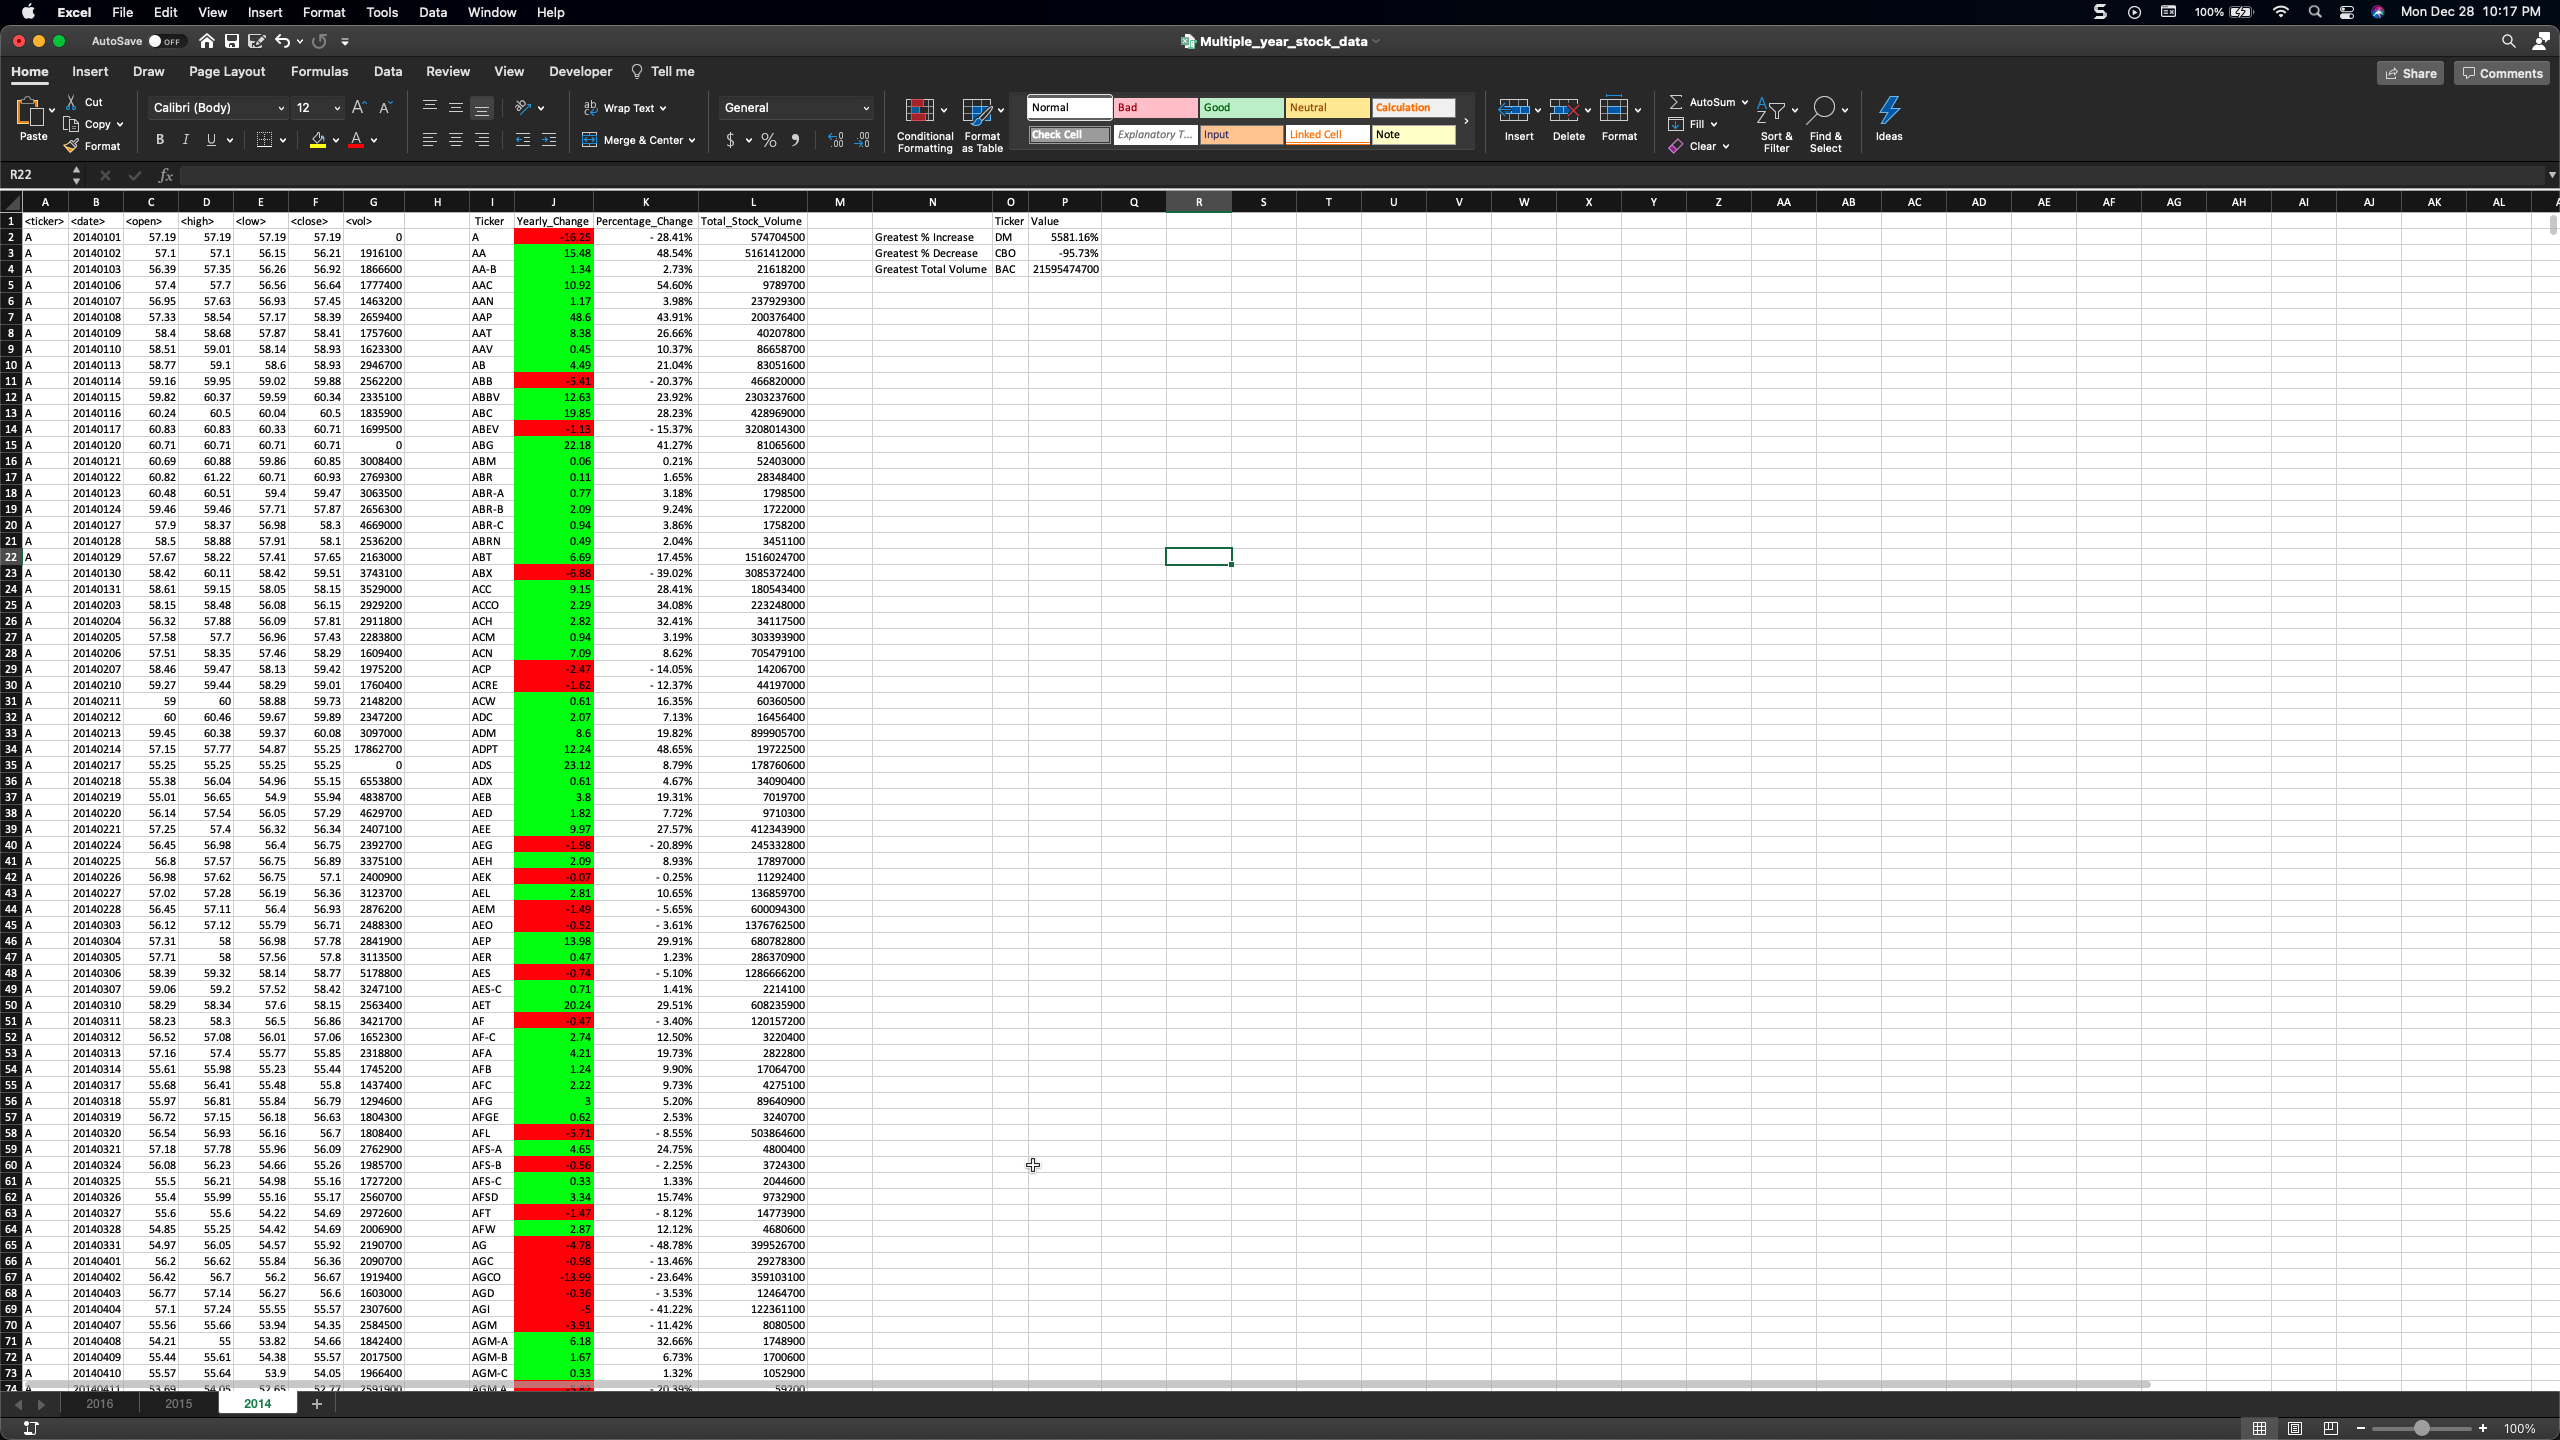 Excel File Edit View Insert Format Tools Data Window Help 100% Mon Dec 28 10:17 PM
AutoSave OFF Multiple_year_stock_data
Home Insert Draw Page Layout Formulas Data Review View Developer Tell me Share Comments
Paste Cut Copy Format Calibri (Body) 12 Wrap Text Merge & Center General Conditional Formatting Format as Table Normal Bad Good Neutral Calculation Insert Delete Format AutoSum Fill Clear Sort & Filter Find & Select Ideas
B I U $ % Check Cell Explanatory T... Input Linked Cell Note
R22 fx
A B C D E F G H I J K L M N O P Q R S T U V W X Y Z AA AB AC AD AE AF AG AH AI AJ AK AL
1 <ticker> <date> <open> <high> <low> <close> <vol> Ticker Yearly_Change Percentage_Change Total_Stock_Volume Ticker Value
2 A 20140101 57.19 57.19 57.19 57.19 0 A -16.25 - 28.41% 574704500 Greatest % Increase DM 5581.16%
3 A 20140102 57.1 57.1 56.15 56.21 1916100 AA 15.48 48.54% 5161412000 Greatest % Decrease CBO -95.73%
4 A 20140103 56.39 57.35 56.26 56.92 1866600 AA-B 1.34 2.73% 21618200 Greatest Total Volume BAC 21595474700
5 A 20140106 57.4 57.7 56.56 56.64 1777400 AAC 10.92 54.60% 9789700
6 A 20140107 56.95 57.63 56.93 57.45 1463200 AAN 1.17 3.98% 237929300
7 A 20140108 57.33 58.54 57.17 58.39 2659400 AAP 48.6 43.91% 200376400
8 A 20140109 58.4 58.68 57.87 58.41 1757600 AAT 8.38 26.66% 40207800
9 A 20140110 58.51 59.01 58.14 58.93 1623300 AAV 0.45 10.37% 86658700
10 A 20140113 58.77 59.1 58.6 58.93 2946700 AB 4.49 21.04% 83051600
11 A 20140114 59.16 59.95 59.02 59.88 2562200 ABB -5.41 - 20.37% 466820000
12 A 20140115 59.82 60.37 59.59 60.34 2335100 ABBV 12.63 23.92% 2303237600
13 A 20140116 60.24 60.5 60.04 60.5 1835900 ABC 19.85 28.23% 428969000
14 A 20140117 60.83 60.83 60.33 60.71 1699500 ABEV -1.13 - 15.37% 3208014300
15 A 20140120 60.71 60.71 60.71 60.71 0 ABG 22.18 41.27% 81065600
16 A 20140121 60.69 60.88 59.86 60.85 3008400 ABM 0.06 0.21% 52403000
17 A 20140122 60.82 61.22 60.71 60.93 2769300 ABR 0.11 1.65% 28348400
18 A 20140123 60.48 60.51 59.4 59.47 3063500 ABR-A 0.77 3.18% 1798500
19 A 20140124 59.46 59.46 57.71 57.87 2656300 ABR-B 2.09 9.24% 1722000
20 A 20140127 57.9 58.37 56.98 58.3 4669000 ABR-C 0.94 3.86% 1758200
21 A 20140128 58.5 58.88 57.91 58.1 2536200 ABRN 0.49 2.04% 3451100
22 A 20140129 57.67 58.22 57.41 57.65 2163000 ABT 6.69 17.45% 1516024700
23 A 20140130 58.42 60.11 58.42 59.51 3743100 ABX -6.88 - 39.02% 3085372400
24 A 20140131 58.61 59.15 58.05 58.15 3529000 ACC 9.15 28.41% 180543400
25 A 20140203 58.15 58.48 56.08 56.15 2929200 ACCO 2.29 34.08% 223248000
26 A 20140204 56.32 57.88 56.09 57.81 2911800 ACH 2.82 32.41% 34117500
27 A 20140205 57.58 57.7 56.96 57.43 2283800 ACM 0.94 3.19% 303393900
28 A 20140206 57.51 58.35 57.46 58.29 1609400 ACN 7.09 8.62% 705479100
29 A 20140207 58.46 59.47 58.13 59.42 1975200 ACP -2.47 - 14.05% 14206700
30 A 20140210 59.27 59.44 58.29 59.01 1760400 ACRE -1.62 - 12.37% 44197000
31 A 20140211 59 60 58.88 59.73 2148200 ACW 0.61 16.35% 60360500
32 A 20140212 60 60.46 59.67 59.89 2347200 ADC 2.07 7.13% 16456400
33 A 20140213 59.45 60.38 59.37 60.08 3097000 ADM 8.6 19.82% 899905700
34 A 20140214 57.15 57.77 54.87 55.25 17862700 ADPT 12.24 48.65% 19722500
35 A 20140217 55.25 55.25 55.25 55.25 0 ADS 23.12 8.79% 178760600
36 A 20140218 55.38 56.04 54.96 55.15 6553800 ADX 0.61 4.67% 34090400
37 A 20140219 55.01 56.65 54.9 55.94 4838700 AEB 3.8 19.31% 7019700
38 A 20140220 56.14 57.54 56.05 57.29 4629700 AED 1.82 7.72% 9710300
39 A 20140221 57.25 57.4 56.32 56.34 2407100 AEE 9.97 27.57% 412343900
40 A 20140224 56.45 56.98 56.4 56.75 2392700 AEG -1.98 - 20.89% 245332800
41 A 20140225 56.8 57.57 56.75 56.89 3375100 AEH 2.09 8.93% 17897000
42 A 20140226 56.98 57.62 56.75 57.1 2400900 AEK -0.07 - 0.25% 11292400
43 A 20140227 57.02 57.28 56.19 56.36 3123700 AEL 2.81 10.65% 136859700
44 A 20140228 56.45 57.11 56.4 56.93 2876200 AEM -1.49 - 5.65% 600094300
45 A 20140303 56.12 57.12 55.79 56.71 2488300 AEO -0.52 - 3.61% 1376762500
46 A 20140304 57.31 58 56.98 57.78 2841900 AEP 13.98 29.91% 680782800
47 A 20140305 57.71 58 57.56 57.8 3113500 AER 0.47 1.23% 286370900
48 A 20140306 58.39 59.32 58.14 58.77 5178800 AES -0.74 - 5.10% 1286666200
49 A 20140307 59.06 59.2 57.52 58.42 3247100 AES-C 0.71 1.41% 2214100
50 A 20140310 58.29 58.34 57.6 58.15 2563400 AET 20.24 29.51% 608235900
51 A 20140311 58.23 58.3 56.5 56.86 3421700 AF -0.47 - 3.40% 120157200
52 A 20140312 56.52 57.08 56.01 57.06 1652300 AF-C 2.74 12.50% 3220400
53 A 20140313 57.16 57.4 55.77 55.85 2318800 AFA 4.21 19.73% 2822800
54 A 20140314 55.61 55.98 55.23 55.44 1745200 AFB 1.24 9.90% 17064700
55 A 20140317 55.68 56.41 55.48 55.8 1437400 AFC 2.22 9.73% 4275100
56 A 20140318 55.97 56.81 55.84 56.79 1294600 AFG 3 5.20% 89640900
57 A 20140319 56.72 57.15 56.18 56.63 1804300 AFGE 0.62 2.53% 3240700
58 A 20140320 56.54 56.93 56.16 56.7 1808400 AFL -5.71 - 8.55% 503864600
59 A 20140321 57.18 57.78 55.96 56.09 2762900 AFS-A 4.65 24.75% 4800400
60 A 20140324 56.08 56.23 54.66 55.26 1985700 AFS-B -0.56 - 2.25% 3724300
61 A 20140325 55.5 56.21 54.98 55.16 1727200 AFS-C 0.33 1.33% 2044600
62 A 20140326 55.4 55.99 55.16 55.17 2560700 AFSD 3.34 15.74% 9732900
63 A 20140327 55.6 55.6 54.22 54.69 2972600 AFT -1.47 - 8.12% 14773900
64 A 20140328 54.85 55.25 54.42 54.69 2006900 AFW 2.87 12.12% 4680600
65 A 20140331 54.97 56.05 54.57 55.92 2190700 AG -4.78 - 48.78% 399526700
66 A 20140401 56.2 56.62 55.84 56.36 2090700 AGC -0.98 - 13.46% 29278300
67 A 20140402 56.42 56.7 56.2 56.67 1919400 AGCO -13.99 - 23.64% 359103100
68 A 20140403 56.77 57.14 56.27 56.6 1603000 AGD -0.36 - 3.53% 12464700
69 A 20140404 57.1 57.24 55.55 55.57 2307600 AGI -5 - 41.22% 122361100
70 A 20140407 55.56 55.66 53.94 54.35 2584500 AGM -3.91 - 11.42% 8080500
71 A 20140408 54.21 55 53.82 54.66 1842400 AGM-A 6.18 32.66% 1748900
72 A 20140409 55.44 55.61 54.38 55.57 2017500 AGM-B 1.67 6.73% 1700600
73 A 20140410 55.57 55.64 53.9 54.05 1966400 AGM-C 0.33 1.32% 1052900
74 A 20140411 53.69 54.05 52.65 52.77 2591900 - 20.39% 59200
2016 2015 2014 +
100%